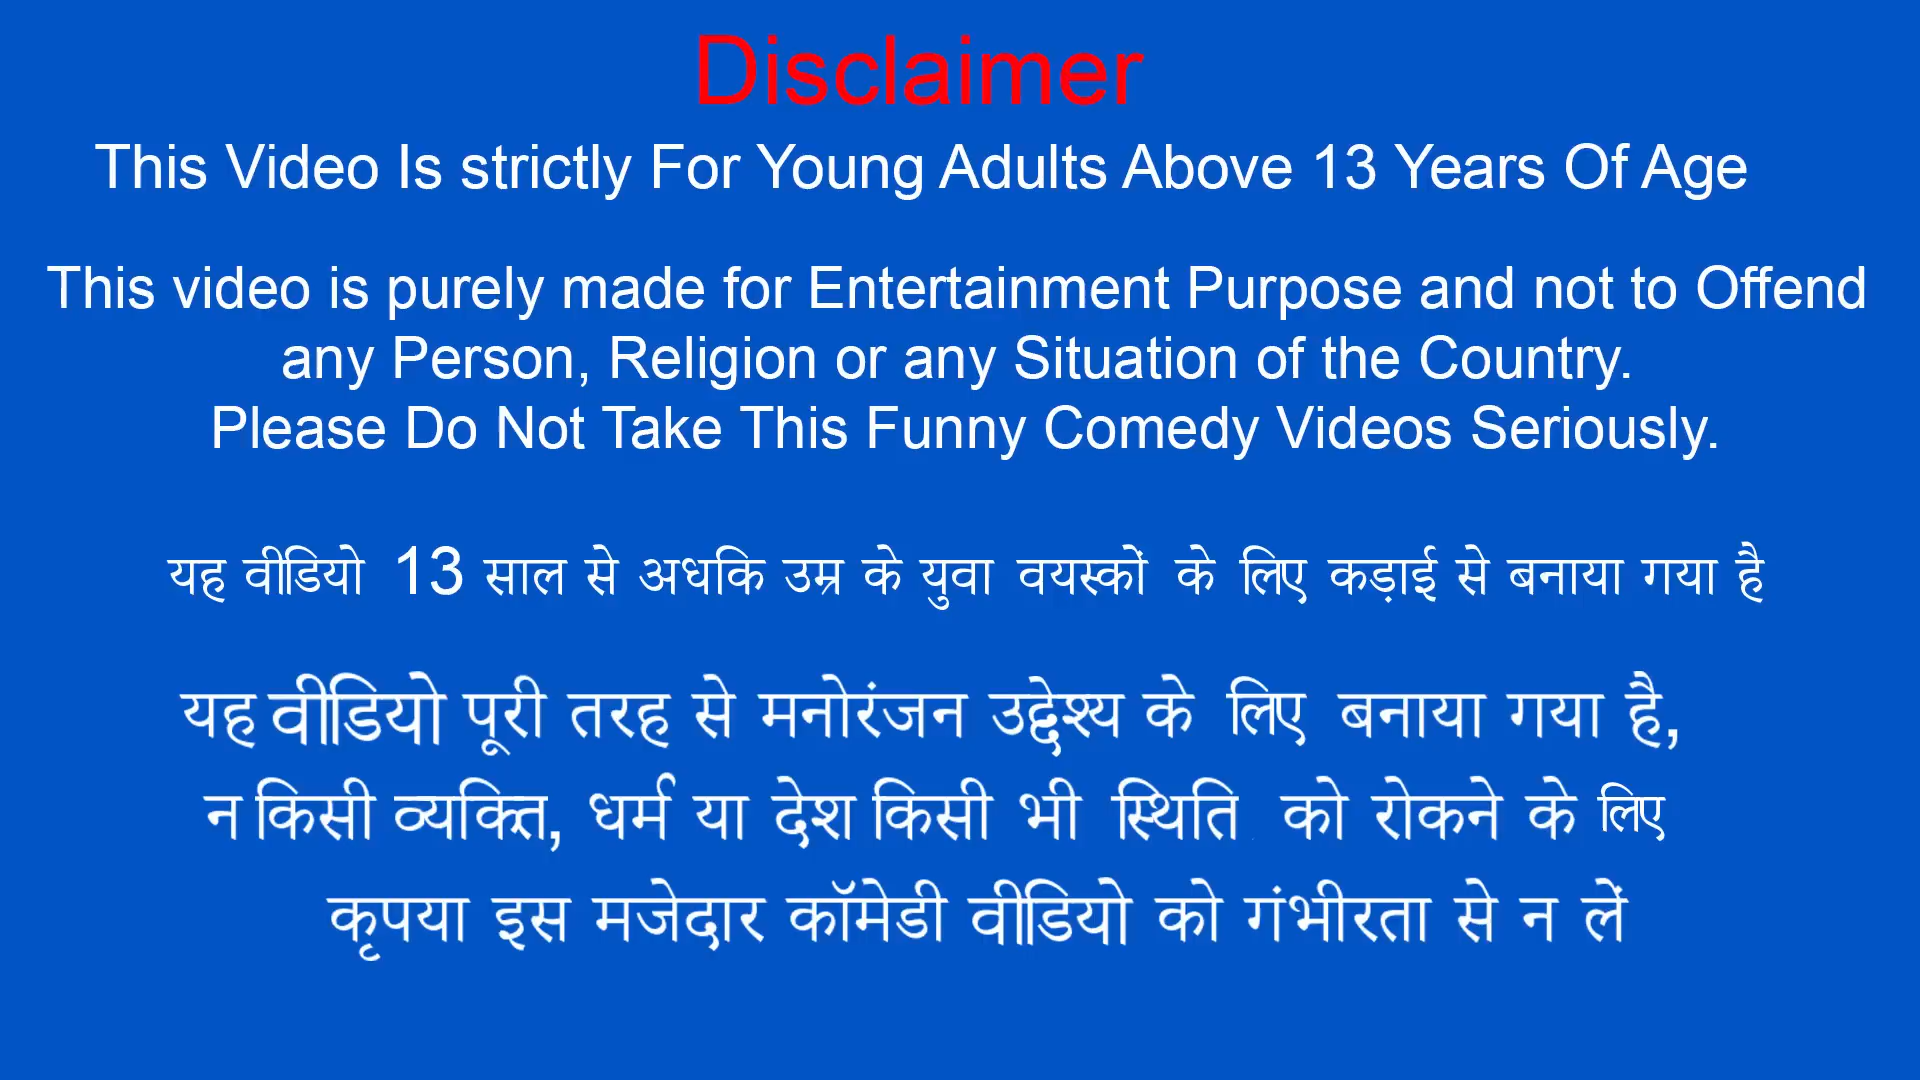 Disclaimer
This Video Is strictly For Young Adults Above 13 Years Of Age
This video is purely made for Entertainment Purpose and not to Offend
any Person, Religion or any Situation of the Country.
Please Do Not Take This Funny Comedy Videos Seriously.
यह वीडियो 13 साल से अधकि उम्र के युवा वयस्कों के लिए कड़ाई से बनाया गया है
यह वीडियो पूरी तरह से मनोरंजन उद्देश्य के लिए बनाया गया है,
न किसी व्यक्ति, धर्म या देश किसी भी स्थिति को रोकने के लिए
कृपया इस मजेदार कॉमेडी वीडियो को गंभीरता से न लें